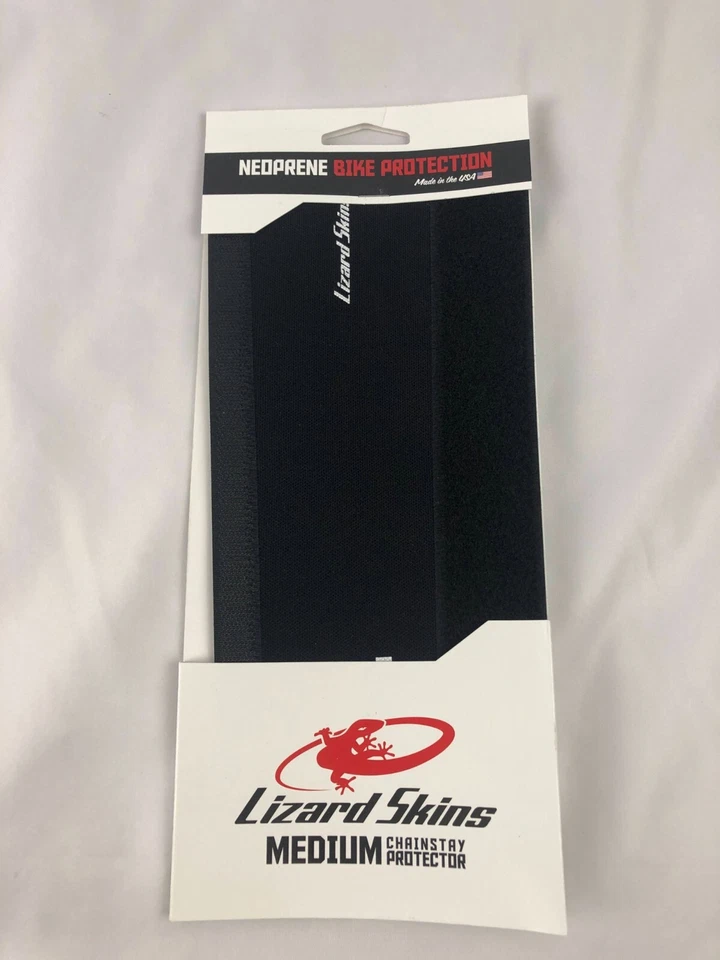 NEOPRENE BIKE PROTECTION
Made in the USA
Lizard Skins
Lizard Skins
MEDIUM CHAINSTAY PROTECTOR